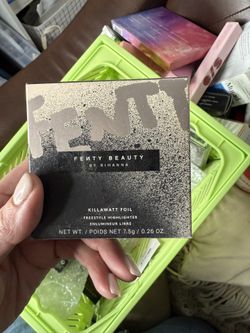 FENTY
FENTY BEAUTY
BY RIHANNA
KILLAWATT FOIL
FREESTYLE HIGHLIGHTER
ENLUMINEUR LIBRE
NET WT. / POIDS NET 7.5g / 0.26 OZ.